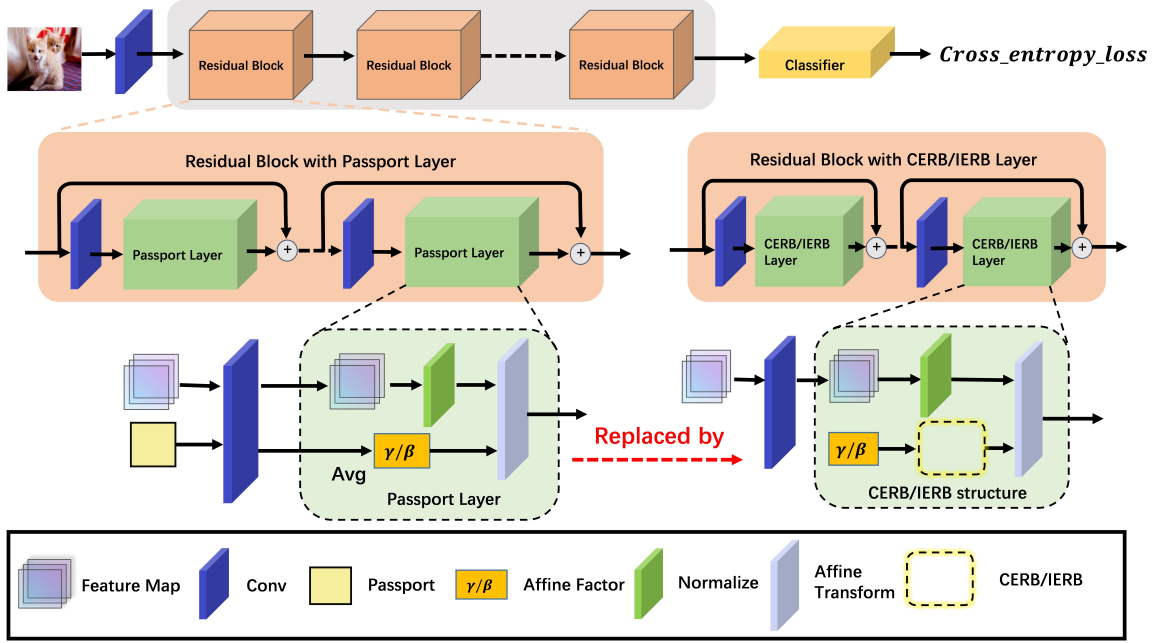 Residual Block
Residual Block
Residual Block
Classifier
Cross_entropy_loss
Residual Block with Passport Layer
Passport Layer
+
Passport Layer
+
Residual Block with CERB/IERB Layer
CERB/IERB
Layer
+
CERB/IERB
Layer
+
γ/β
Avg
Passport Layer
Replaced by
γ/β
CERB/IERB structure
Feature Map
Conv
Passport
γ/β
Affine Factor
Normalize
Affine
Transform
CERB/IERB